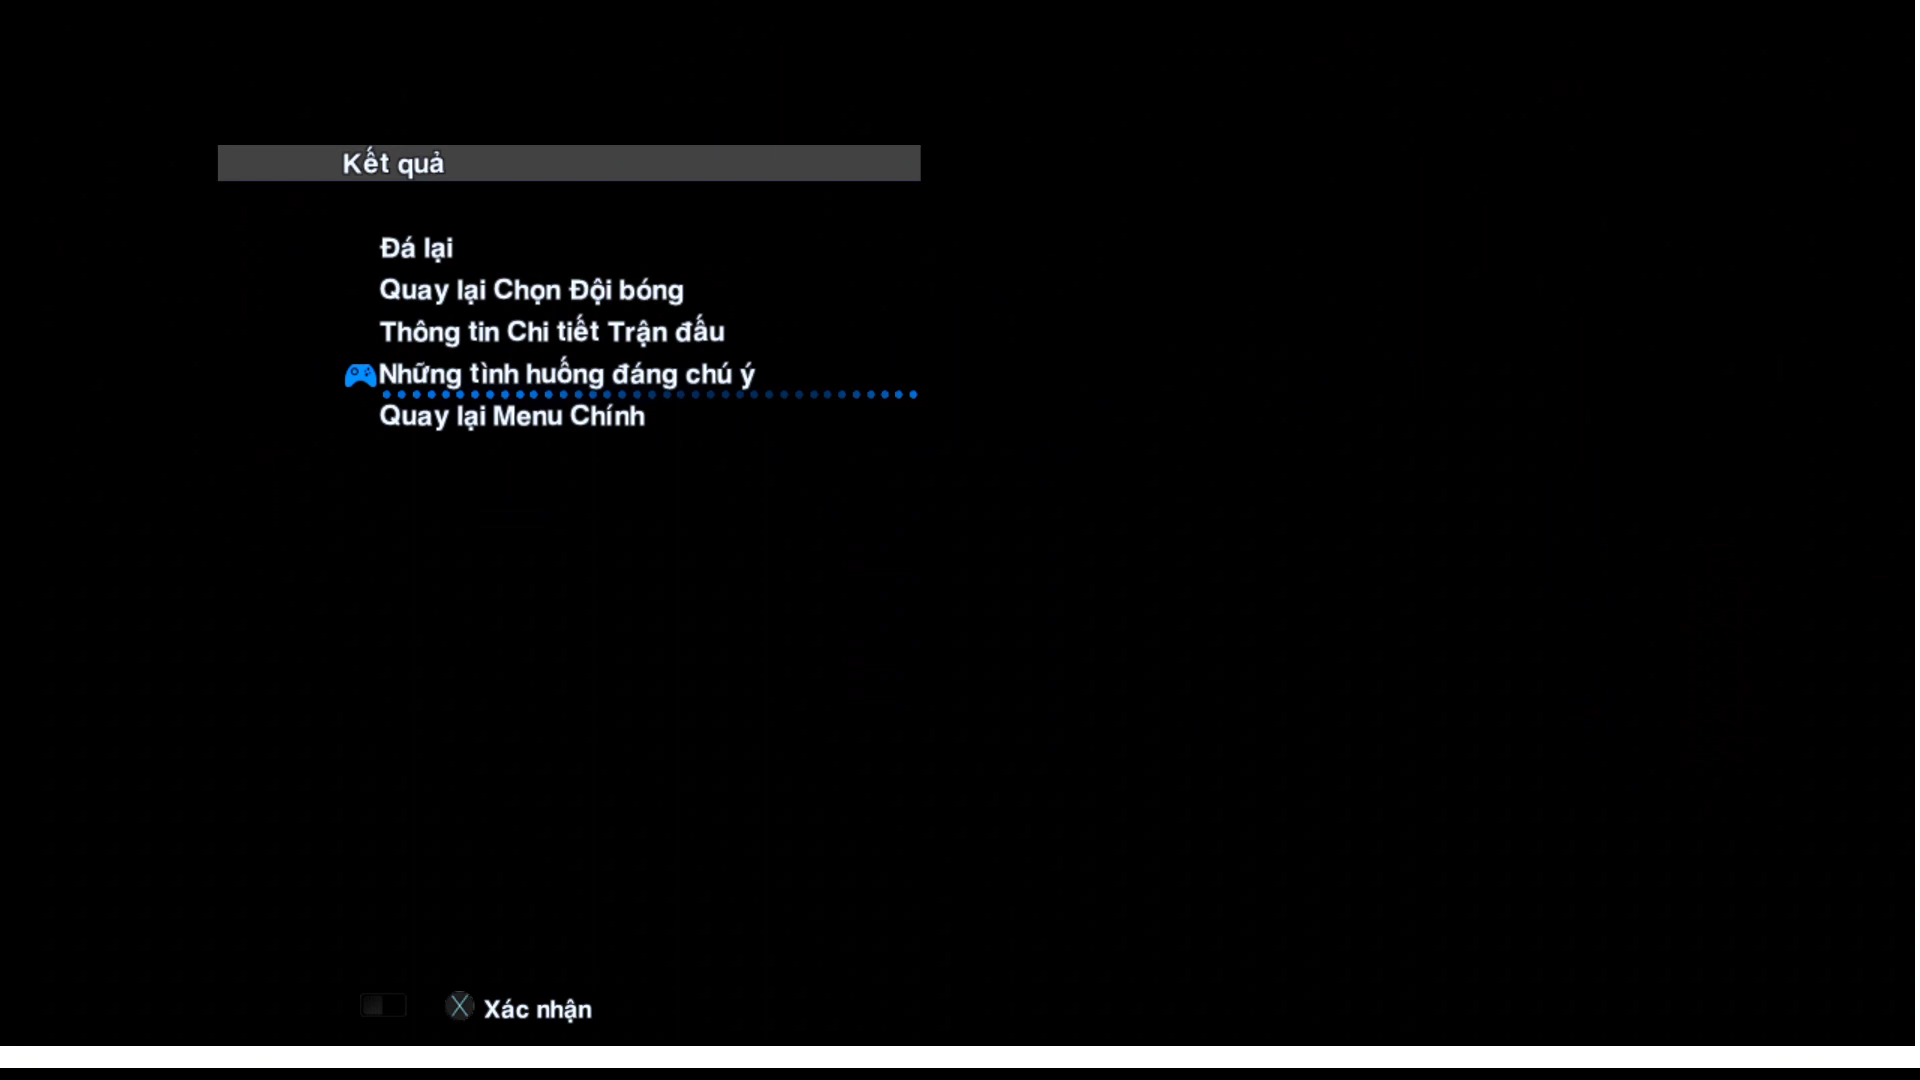 Kết quả
Đá lại
Quay lại Chọn Đội bóng
Thông tin Chi tiết Trận đấu
Những tình huống đáng chú ý
Quay lại Menu Chính
Xác nhận